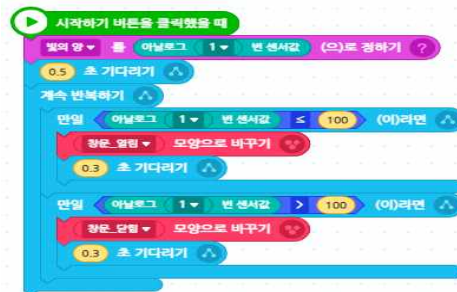 시작하기 버튼을 클릭했을 때
빛의 양 를 아날로그 1 번 센서값 (으)로 정하기 ?
0.5 초 기다리기
계속 반복하기
만일 아날로그 1 번 센서값 ≤ 100 (이)라면
창문_열림 모양으로 바꾸기
0.3 초 기다리기
만일 아날로그 1 번 센서값 > 100 (이)라면
창문_닫힘 모양으로 바꾸기
0.3 초 기다리기